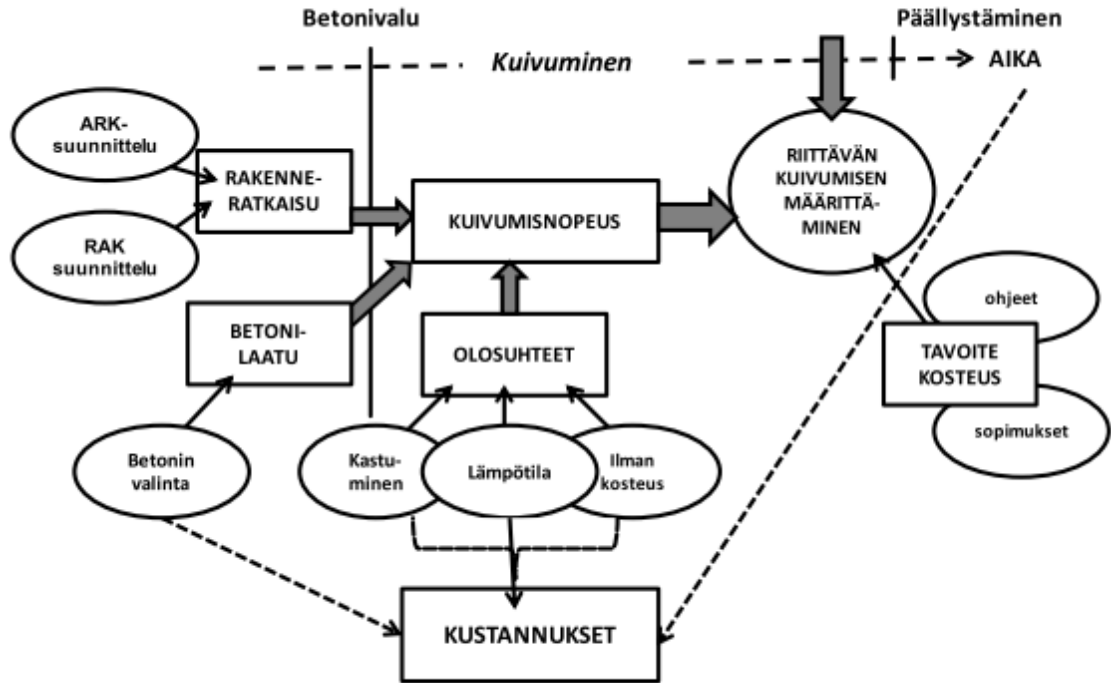 Betonivalu
Päällystäminen
Kuivuminen
AIKA
ARK-
suunnittelu
RAK
suunnittelu
RAKENNE-
RATKAISU
KUIVUMISNOPEUS
RIITTÄVÄN
KUIVUMISEN
MÄÄRITTÄ-
MINEN
BETONI-
LAATU
OLOSUHTEET
ohjeet
TAVOITE
KOSTEUS
sopimukset
Betonin
valinta
Kastu-
minen
Lämpötila
Ilman
kosteus
KUSTANNUKSET